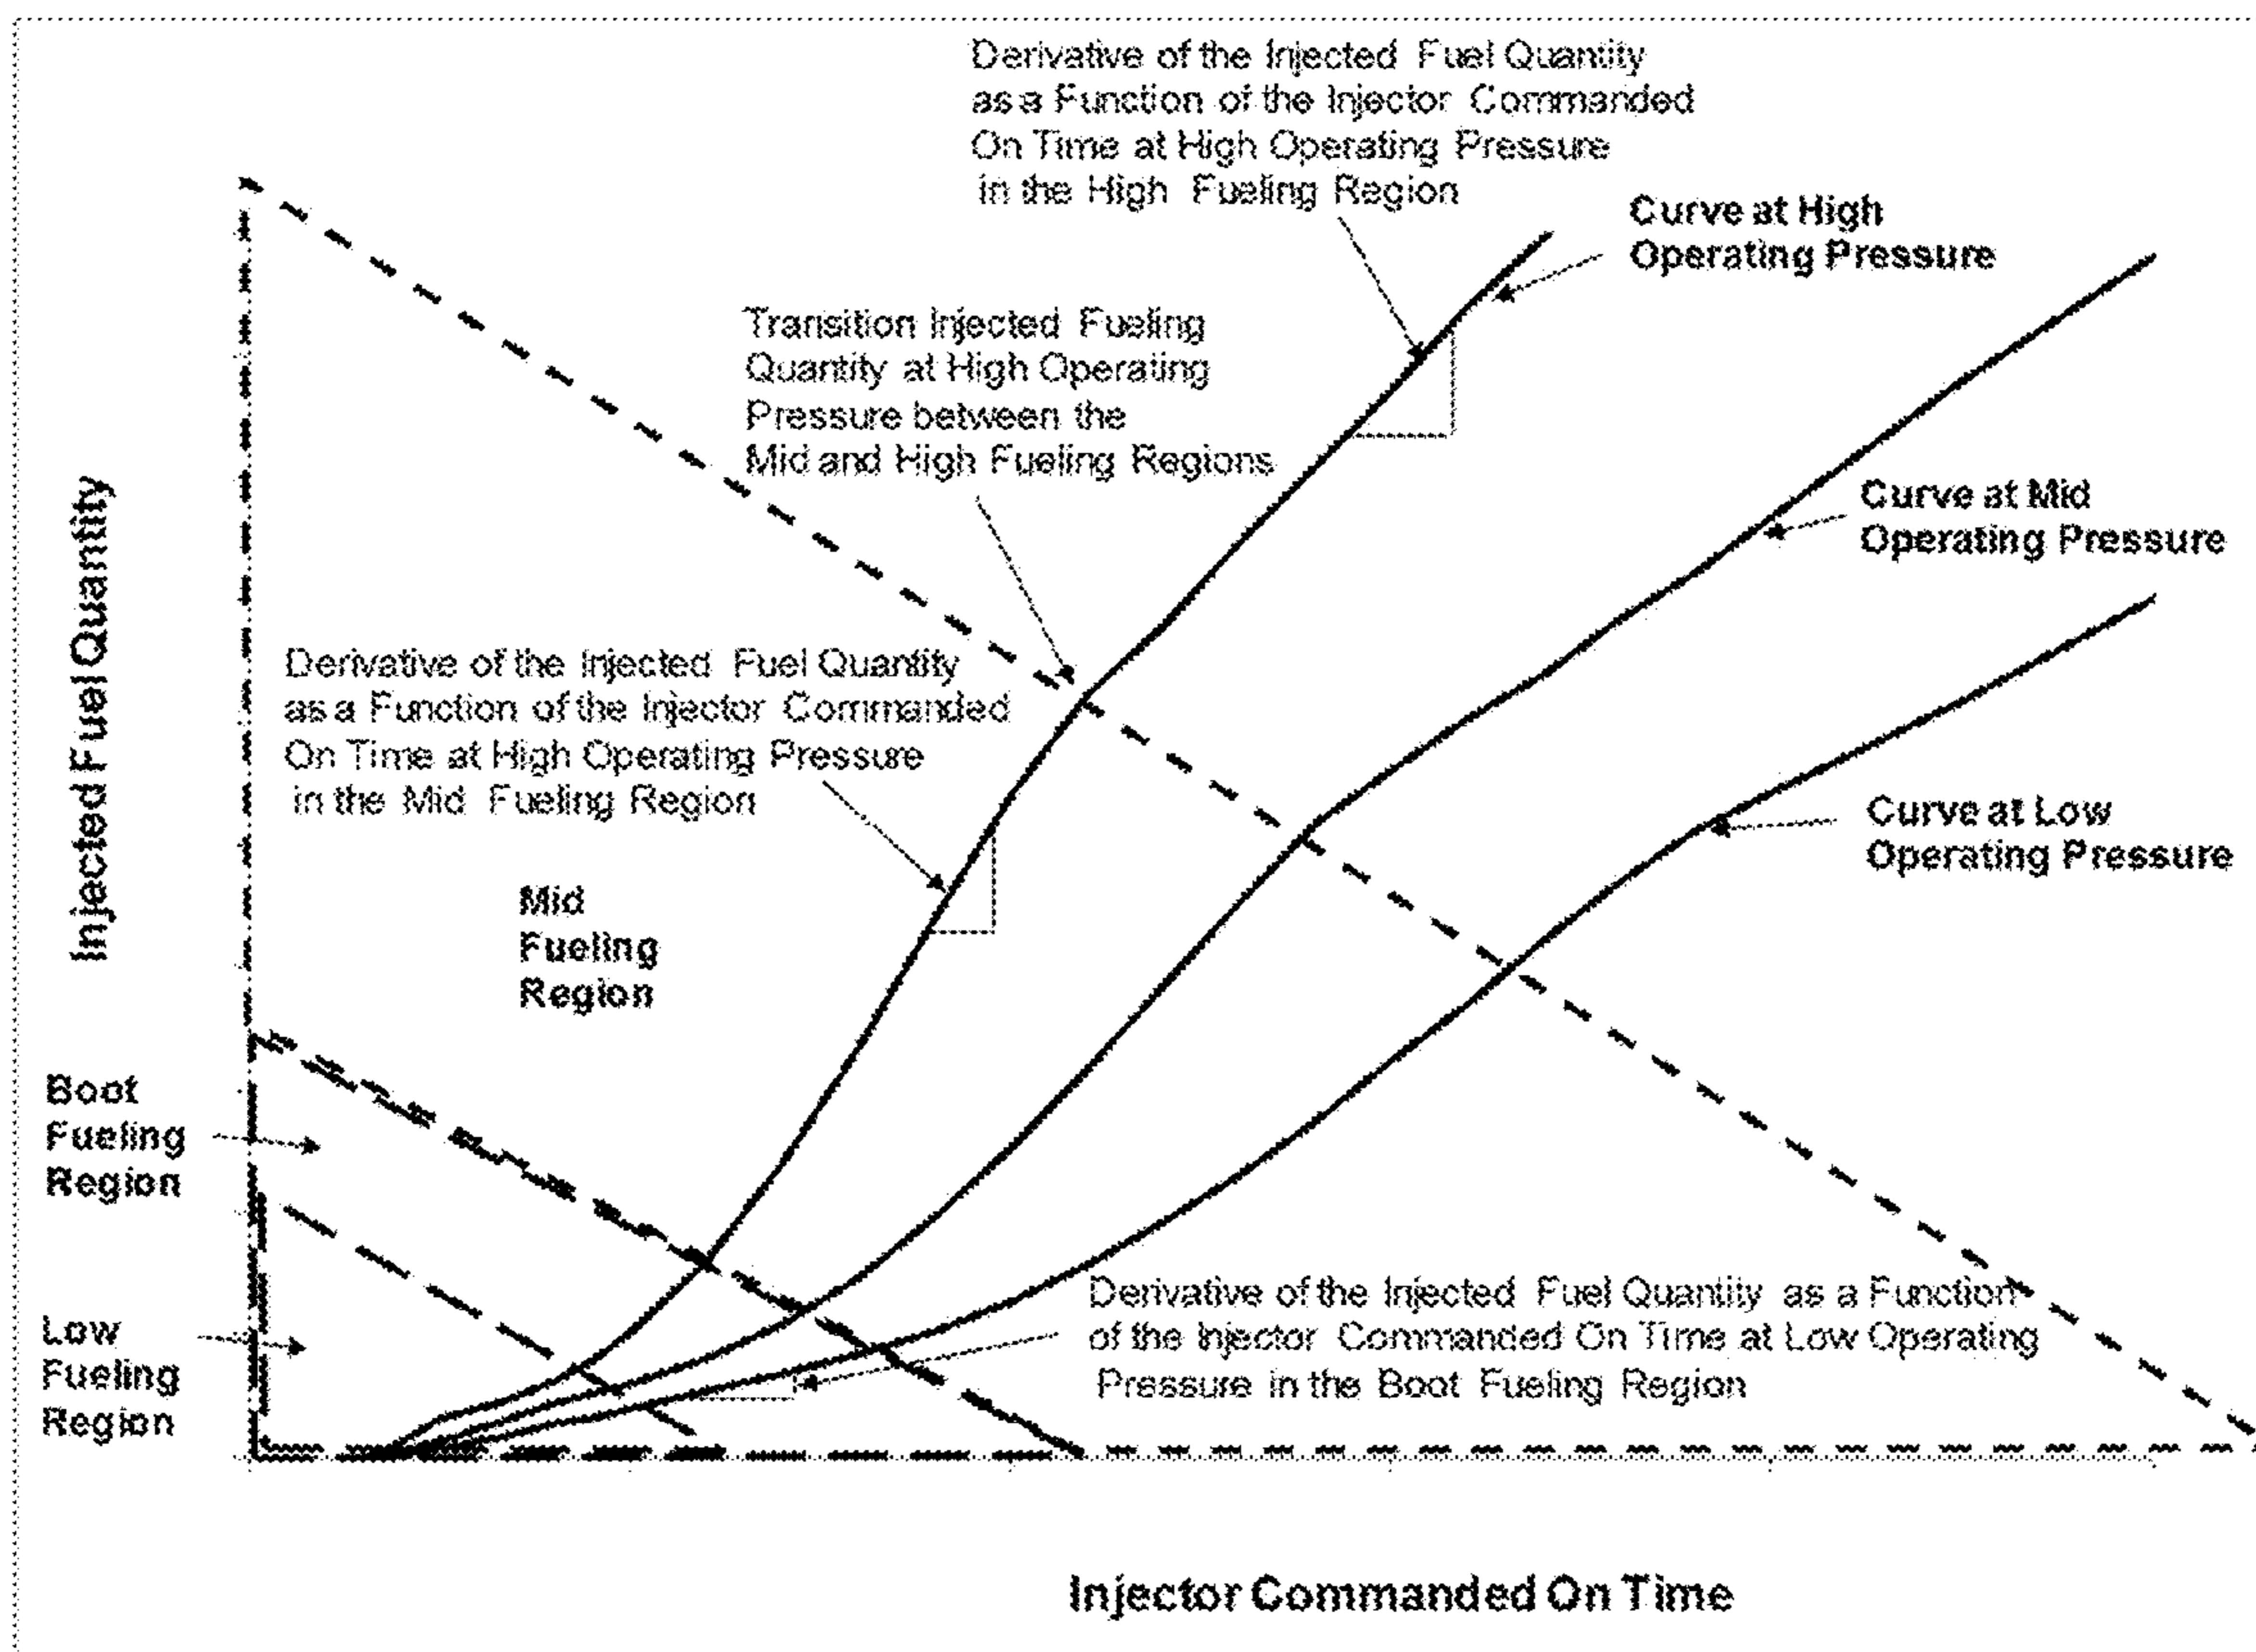 Derivative of the Injected Fuel Quantity
as a Function of the Injector Commanded
On Time at High Operating Pressure
in the High Fueling Region
Curve at High
Operating Pressure
Transition Injected Fueling
Quantity at High Operating
Pressure between the
Mid and High Fueling Regions
Curve at Mid
Operating Pressure
Injected Fuel Quantity
Derivative of the Injected Fuel Quantity
as a Function of the Injector Commanded
On Time at High Operating Pressure
in the Mid Fueling Region
Curve at Low
Operating Pressure
Mid
Fueling
Region
Boot
Fueling
Region
Low
Fueling
Region
Derivative of the Injected Fuel Quantity as a Function
of the Injector Commanded On Time at Low Operating
Pressure in the Boot Fueling Region
Injector Commanded On Time